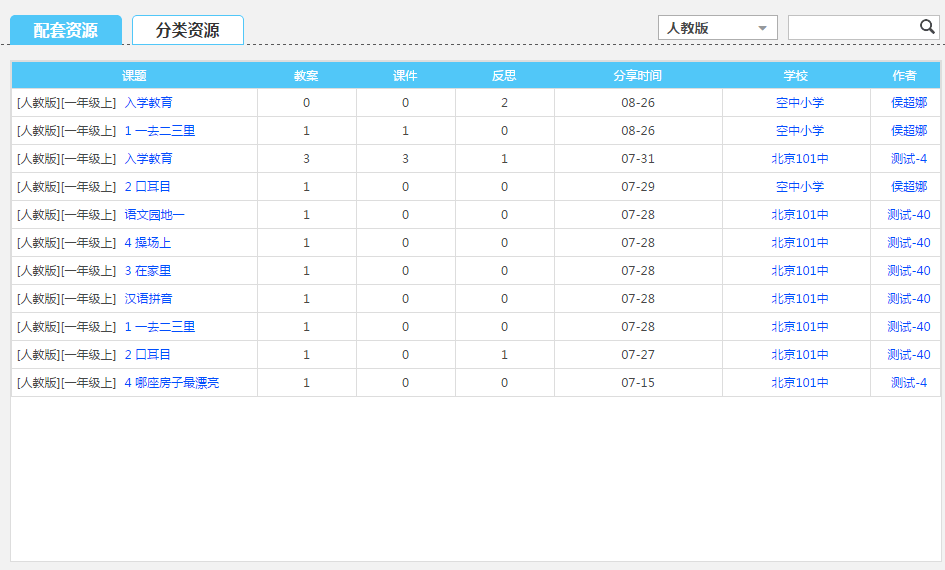 配套资源 分类资源 人教版
课题 教案 课件 反思 分享时间 学校 作者
[人教版][一年级上] 入学教育 0 0 2 08-26 空中小学 侯超娜
[人教版][一年级上] 1 一去二三里 1 1 0 08-26 空中小学 侯超娜
[人教版][一年级上] 入学教育 3 3 1 07-31 北京101中 测试-4
[人教版][一年级上] 2 口耳目 1 0 0 07-29 空中小学 侯超娜
[人教版][一年级上] 语文园地一 1 0 0 07-28 北京101中 测试-40
[人教版][一年级上] 4 操场上 1 0 0 07-28 北京101中 测试-40
[人教版][一年级上] 3 在家里 1 0 0 07-28 北京101中 测试-40
[人教版][一年级上] 汉语拼音 1 0 0 07-28 北京101中 测试-40
[人教版][一年级上] 1 一去二三里 1 0 0 07-28 北京101中 测试-40
[人教版][一年级上] 2 口耳目 1 0 1 07-27 北京101中 测试-40
[人教版][一年级上] 4 哪座房子最漂亮 1 0 0 07-15 北京101中 测试-4